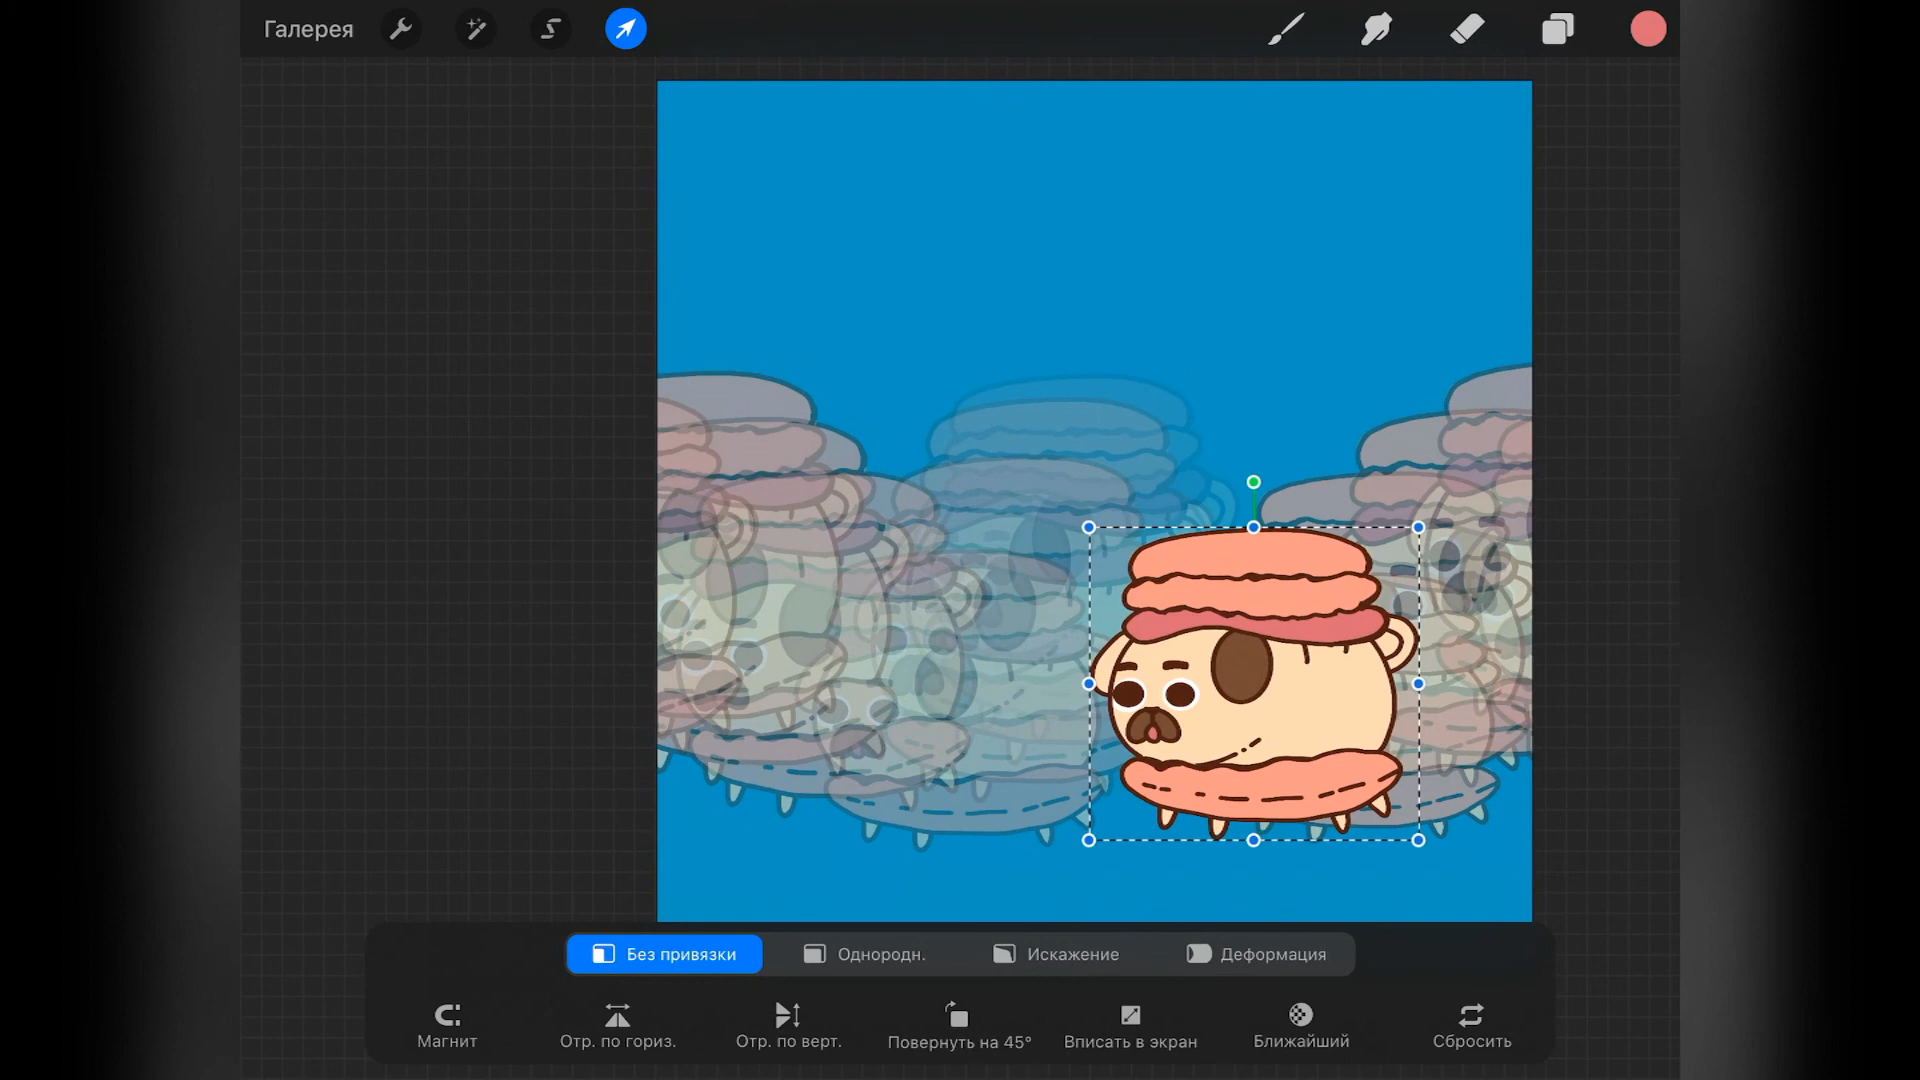 Галерея
Без привязки
Однородн.
Искажение
Деформация
Магнит
Отр. по гориз.
Отр. по верт.
Повернуть на 45°
Вписать в экран
Ближайший
Сбросить